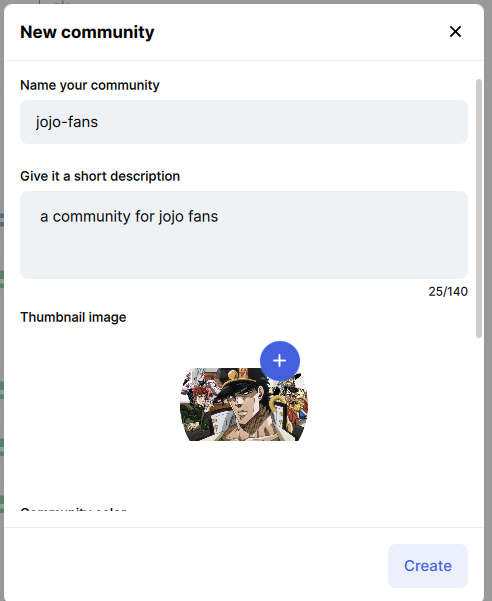 New community
Name your community
jojo-fans
Give it a short description
a community for jojo fans
25/140
Thumbnail image
Create